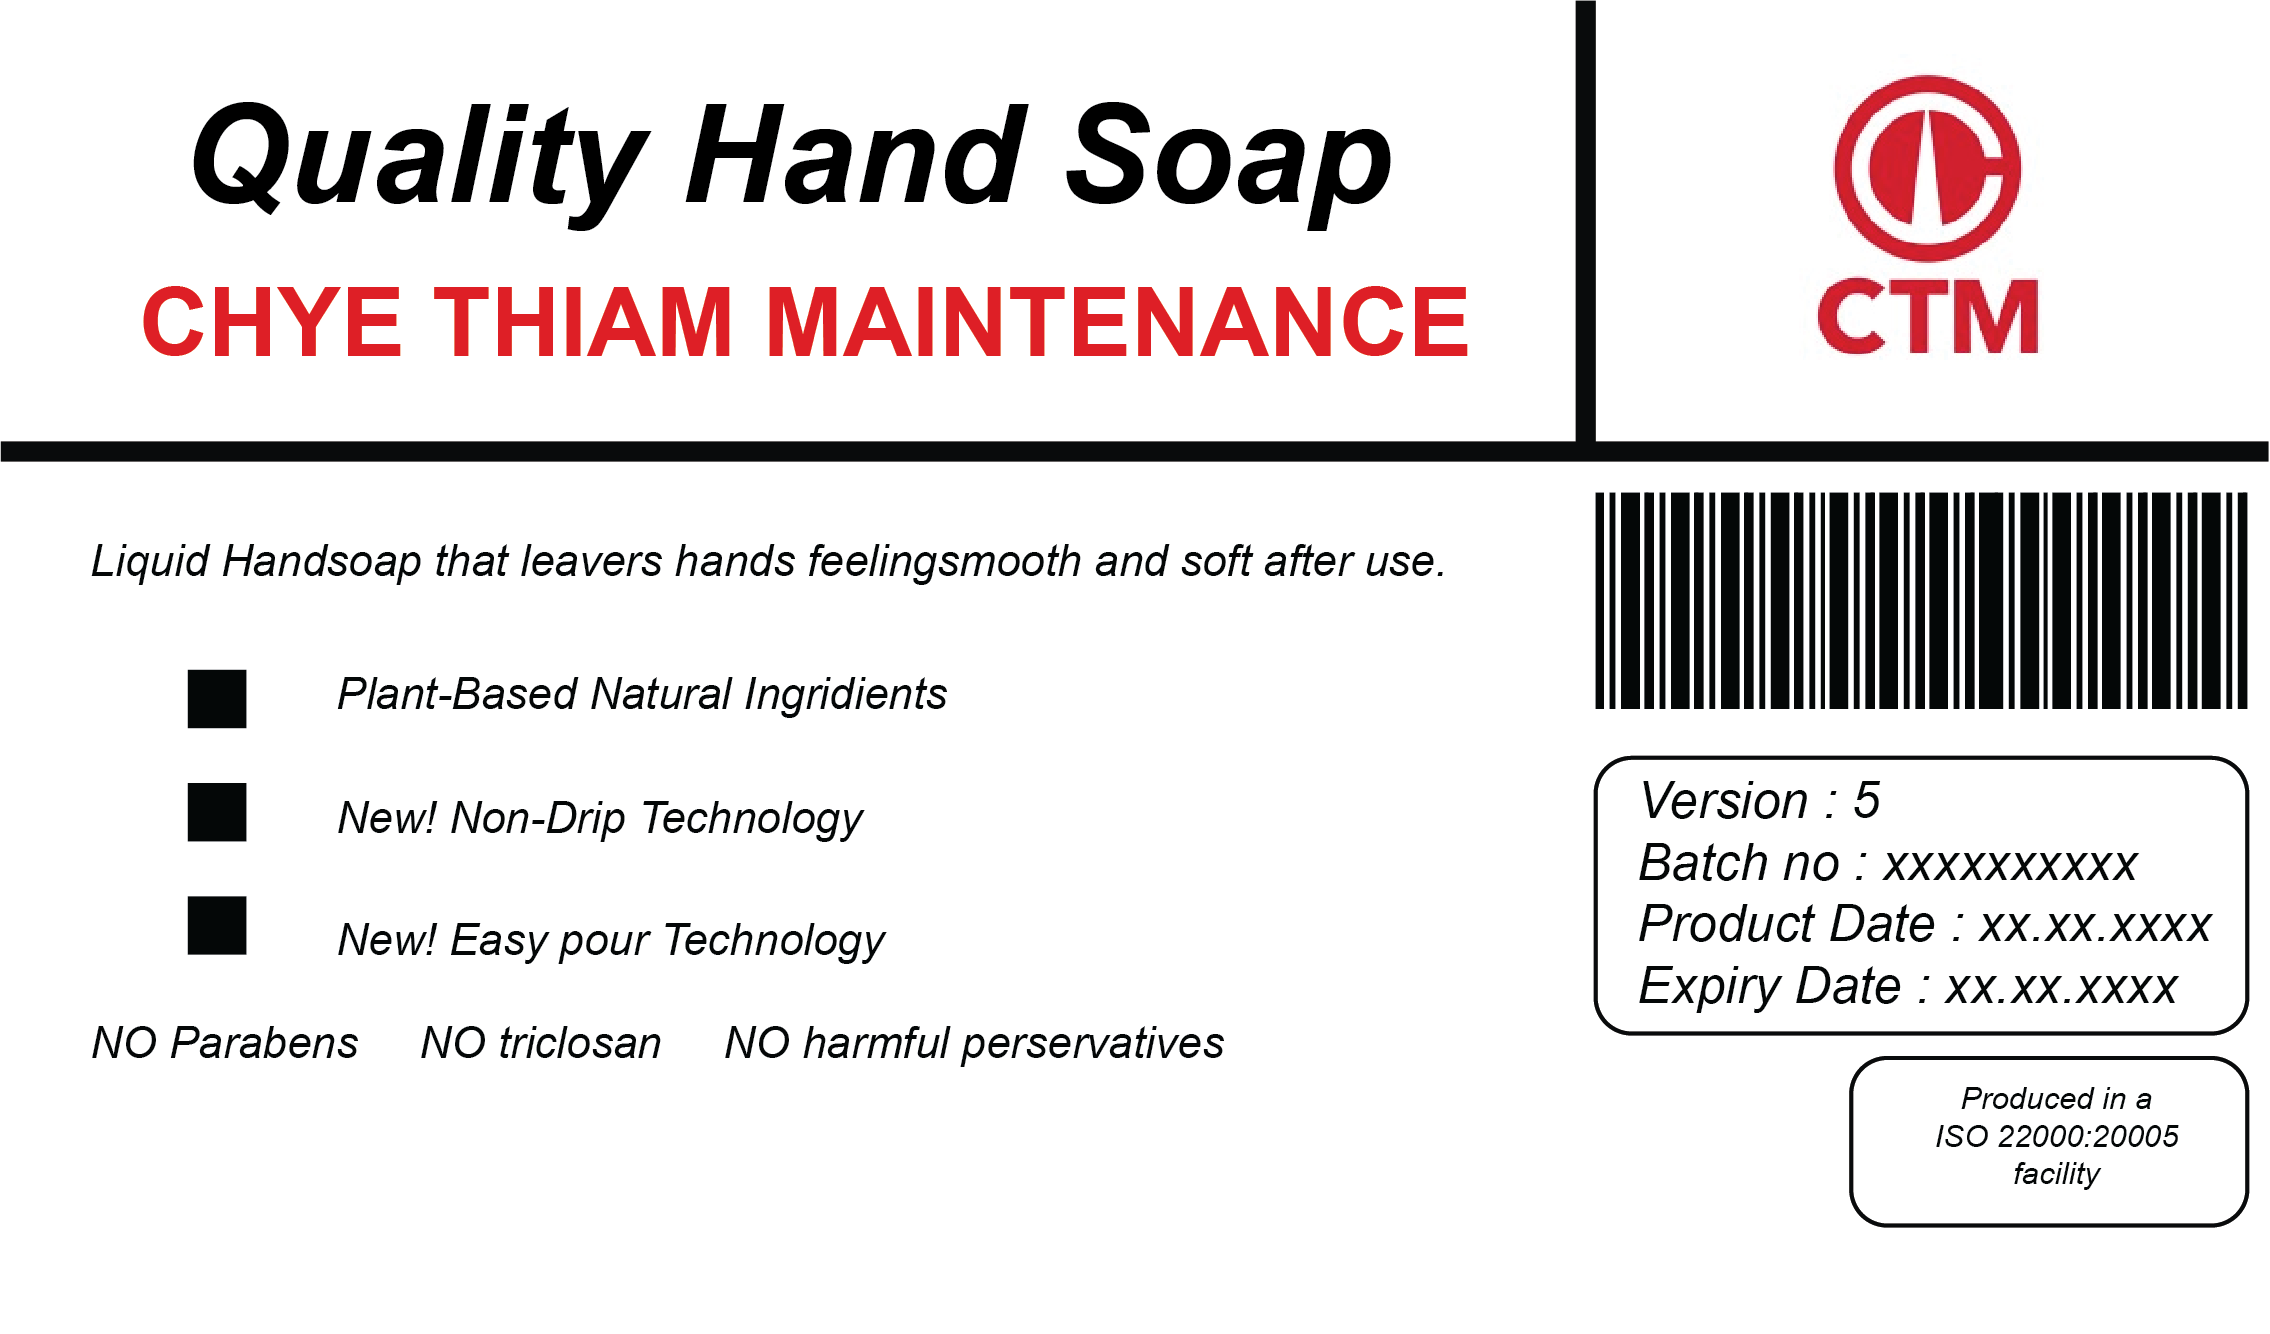 Quality Hand Soap
CHYE THIAM MAINTENANCE
CTM
Liquid Handsoap that leavers hands feelingsmooth and soft after use.
Plant-Based Natural Ingridients
New! Non-Drip Technology
New! Easy pour Technology
NO Parabens NO triclosan NO harmful perservatives
Version : 5
Batch no : xxxxxxxxxx
Product Date : xx.xx.xxxx
Expiry Date : xx.xx.xxxx
Produced in a
ISO 22000:20005
facility